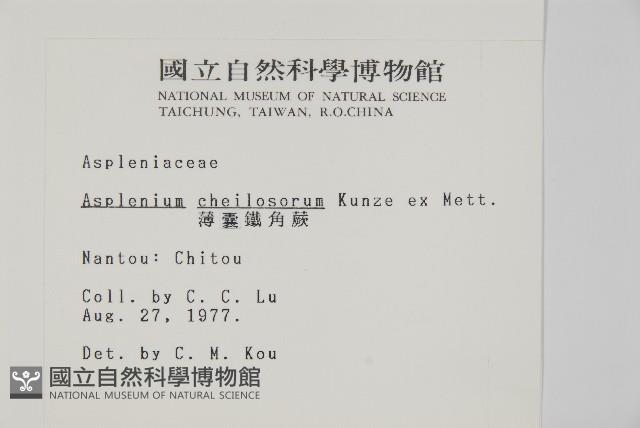 國立自然科學博物館
NATIONAL MUSEUM OF NATURAL SCIENCE
TAICHUNG, TAIWAN, R.O.CHINA
Aspleniaceae
Asplenium cheilosorum Kunze ex Mett.
薄囊鐵角蕨
Nantou: Chitou
Coll. by C. C. Lu
Aug. 27, 1977.
Det. by C. M. Kou
國立自然科學博物館
NATIONAL MUSEUM OF NATURAL SCIENCE